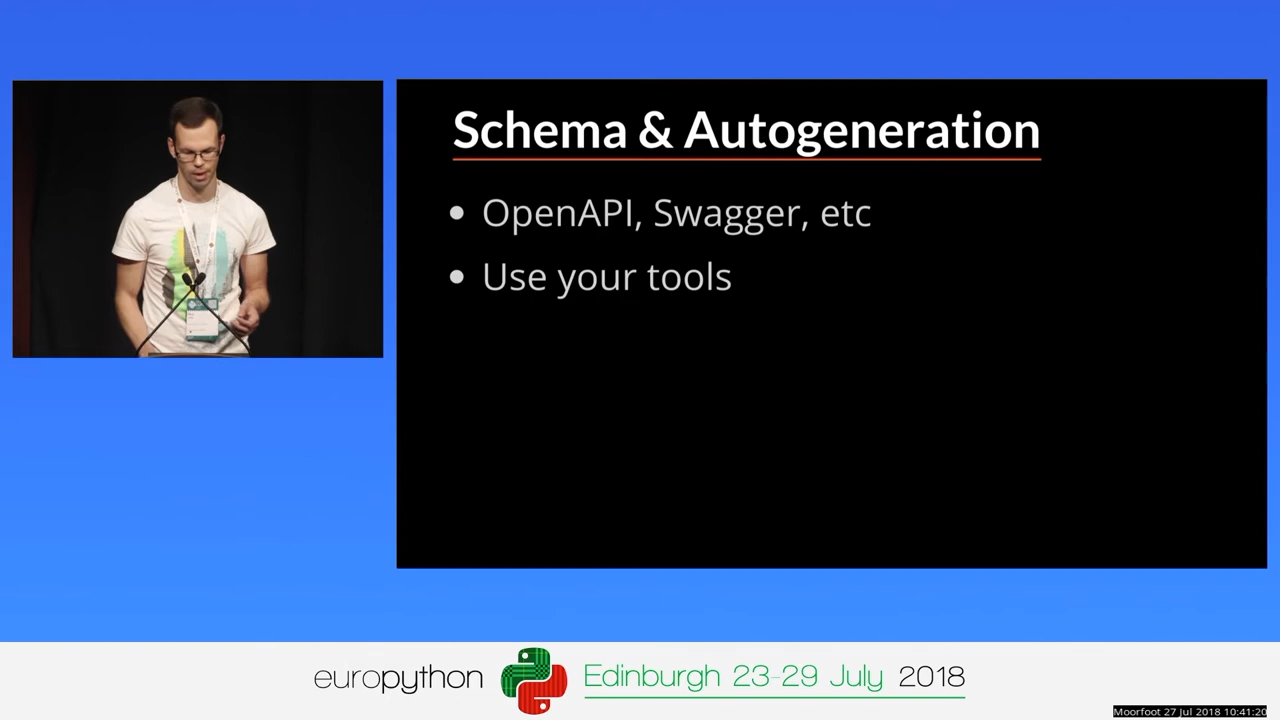 Schema & Autogeneration
• OpenAPI, Swagger, etc
• Use your tools
europython
Edinburgh 23-29 July 2018
Moorfoot 27 Jul 2018 10:41:20